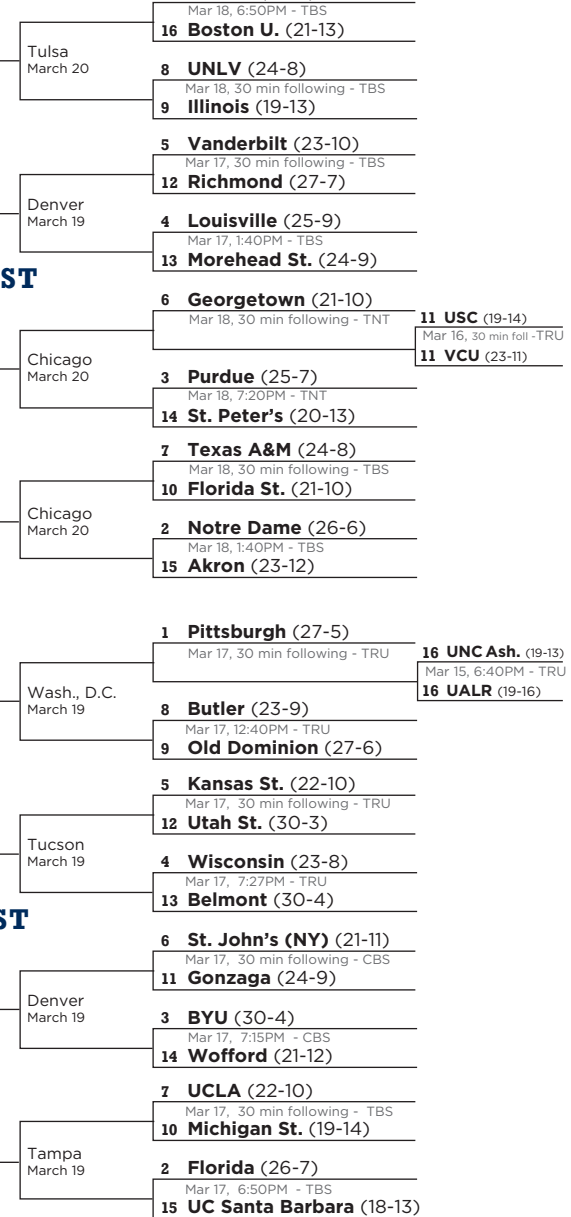 Mar 18, 6:50PM - TBS
16 Boston U. (21-13)
Tulsa
March 20
8 UNLV (24-8)
Mar 18, 30 min following - TBS
9 Illinois (19-13)
5 Vanderbilt (23-10)
Mar 17, 30 min following - TBS
12 Richmond (27-7)
Denver
March 19
4 Louisville (25-9)
Mar 17, 1:40PM - TBS
13 Morehead St. (24-9)
ST
6 Georgetown (21-10)
Mar 18, 30 min following - TNT
11 USC (19-14)
Mar 16, 30 min foll -TRU
11 VCU (23-11)
Chicago
March 20
3 Purdue (25-7)
Mar 18, 7:20PM - TNT
14 St. Peter's (20-13)
7 Texas A&M (24-8)
Mar 18, 30 min following - TBS
10 Florida St. (21-10)
Chicago
March 20
2 Notre Dame (26-6)
Mar 18, 1:40PM - TBS
15 Akron (23-12)
1 Pittsburgh (27-5)
Mar 17, 30 min following - TRU
16 UNC Ash. (19-13)
Mar 15, 6:40PM - TRU
16 UALR (19-16)
Wash., D.C.
March 19
8 Butler (23-9)
Mar 17, 12:40PM - TRU
9 Old Dominion (27-6)
5 Kansas St. (22-10)
Mar 17, 30 min following - TRU
12 Utah St. (30-3)
Tucson
March 19
4 Wisconsin (23-8)
Mar 17, 7:27PM - TRU
13 Belmont (30-4)
ST
6 St. John's (NY) (21-11)
Mar 17, 30 min following - CBS
11 Gonzaga (24-9)
Denver
March 19
3 BYU (30-4)
Mar 17, 7:15PM - CBS
14 Wofford (21-12)
7 UCLA (22-10)
Mar 17, 30 min following - TBS
10 Michigan St. (19-14)
Tampa
March 19
2 Florida (26-7)
Mar 17, 6:50PM - TBS
15 UC Santa Barbara (18-13)